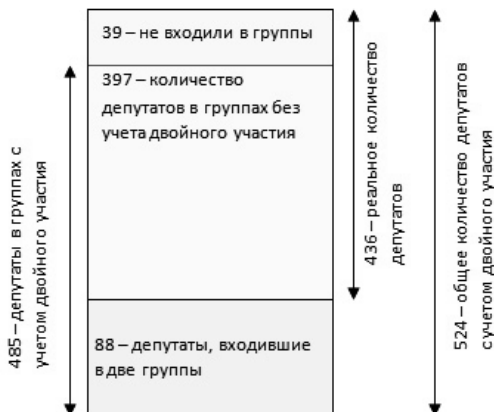 39 – не входили в группы
397 – количество
депутатов в группах без
учета двойного участия
88 – депутаты, входившие
в две группы
485 – депутаты в группах с
учетом двойного участия
436 – реальное количество
депутатов
524 – общее количество депутатов
с учетом двойного участия